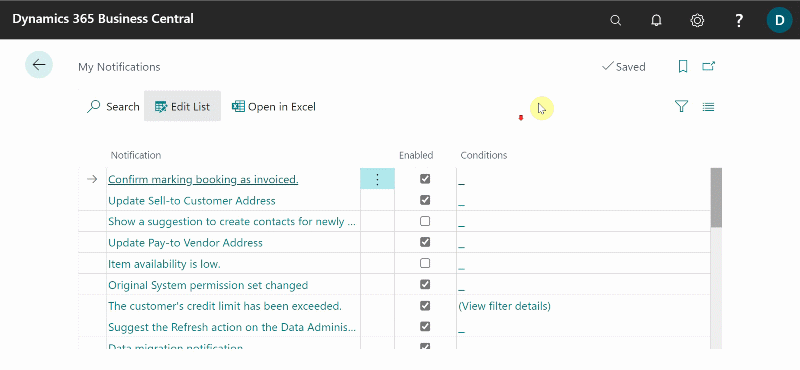 Dynamics 365 Business Central
?
D
My Notifications
Saved
Search
Edit List
Open in Excel
Notification Enabled Conditions
Confirm marking booking as invoiced. _
Update Sell-to Customer Address _
Show a suggestion to create contacts for newly ... _
Update Pay-to Vendor Address _
Item availability is low. _
Original System permission set changed _
The customer's credit limit has been exceeded. (View filter details)
Suggest the Refresh action on the Data Adminis... _
Data migration notification